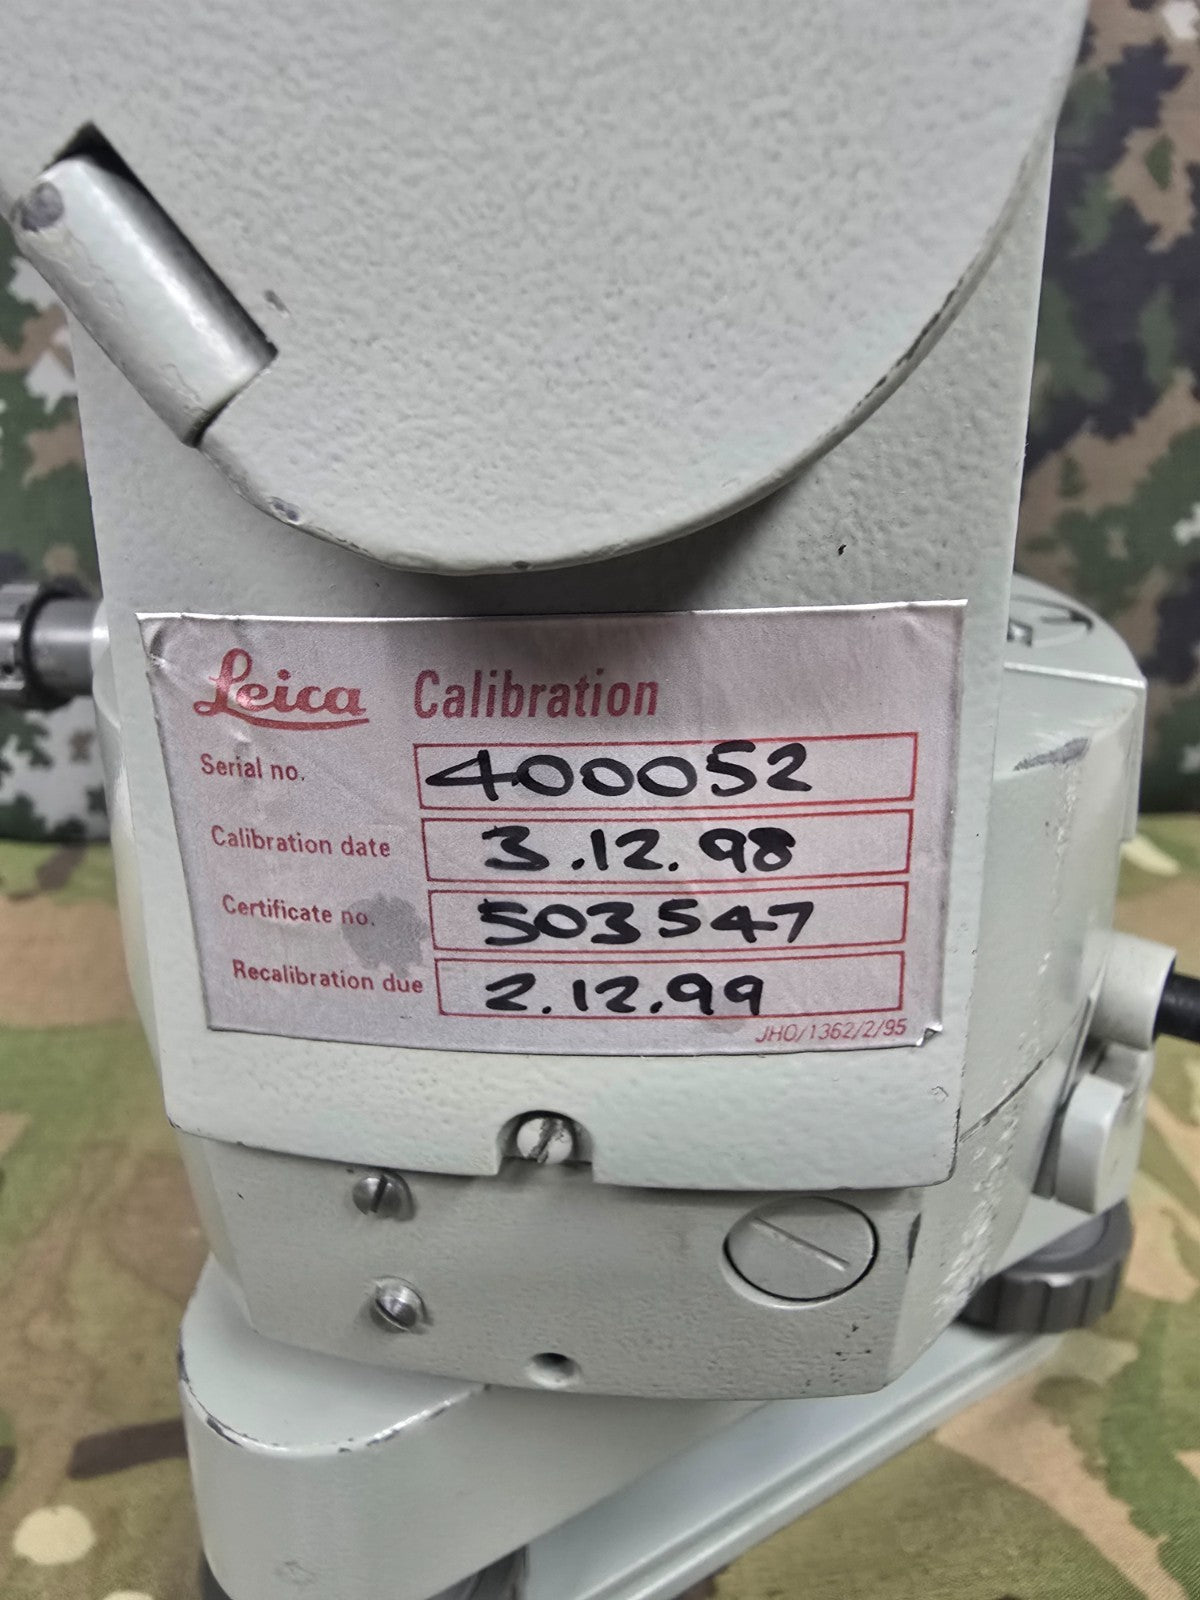 Leica Calibration
Serial no. 400052
Calibration date 3.12.98
Certificate no. 503547
Recalibration due 2.12.99
JHO/1362/2/95